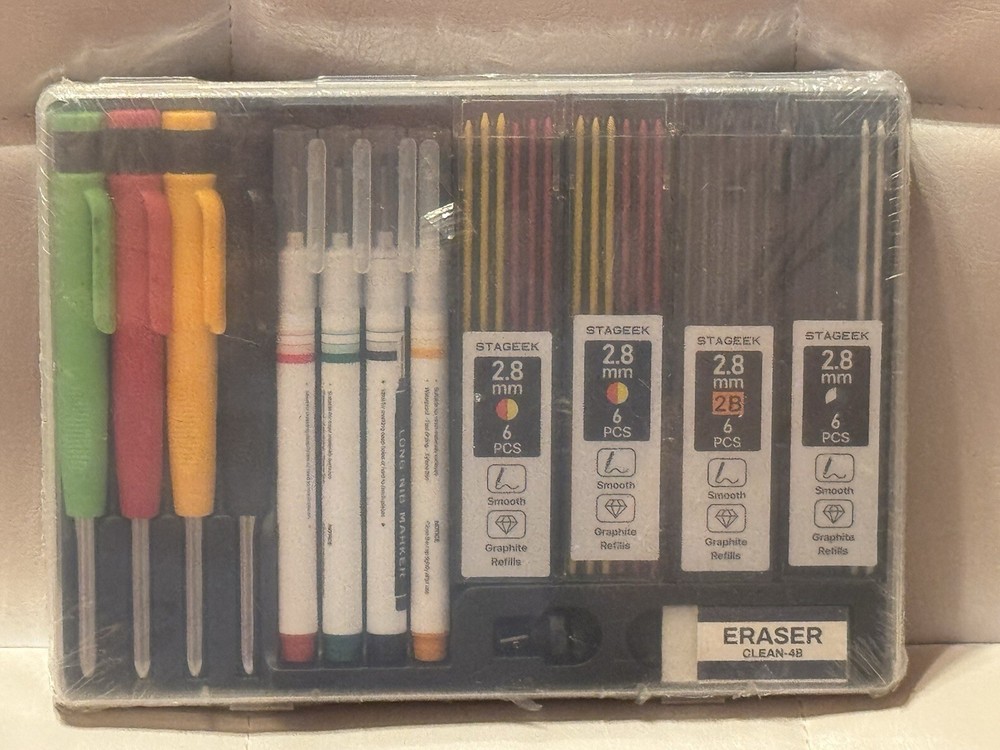 STAGEEK
2.8
mm
6
PCS
Smooth
Graphite
Refills
STAGEEK
2.8
mm
6
PCS
Smooth
Graphite
Refills
STAGEEK
2.8
mm
2B
6
PCS
Smooth
Graphite
Refills
STAGEEK
2.8
mm
6
PCS
Smooth
Graphite
Refills
LONG NIB MARKER
NOTICE
NOTICE
ERASER
CLEAN-4B